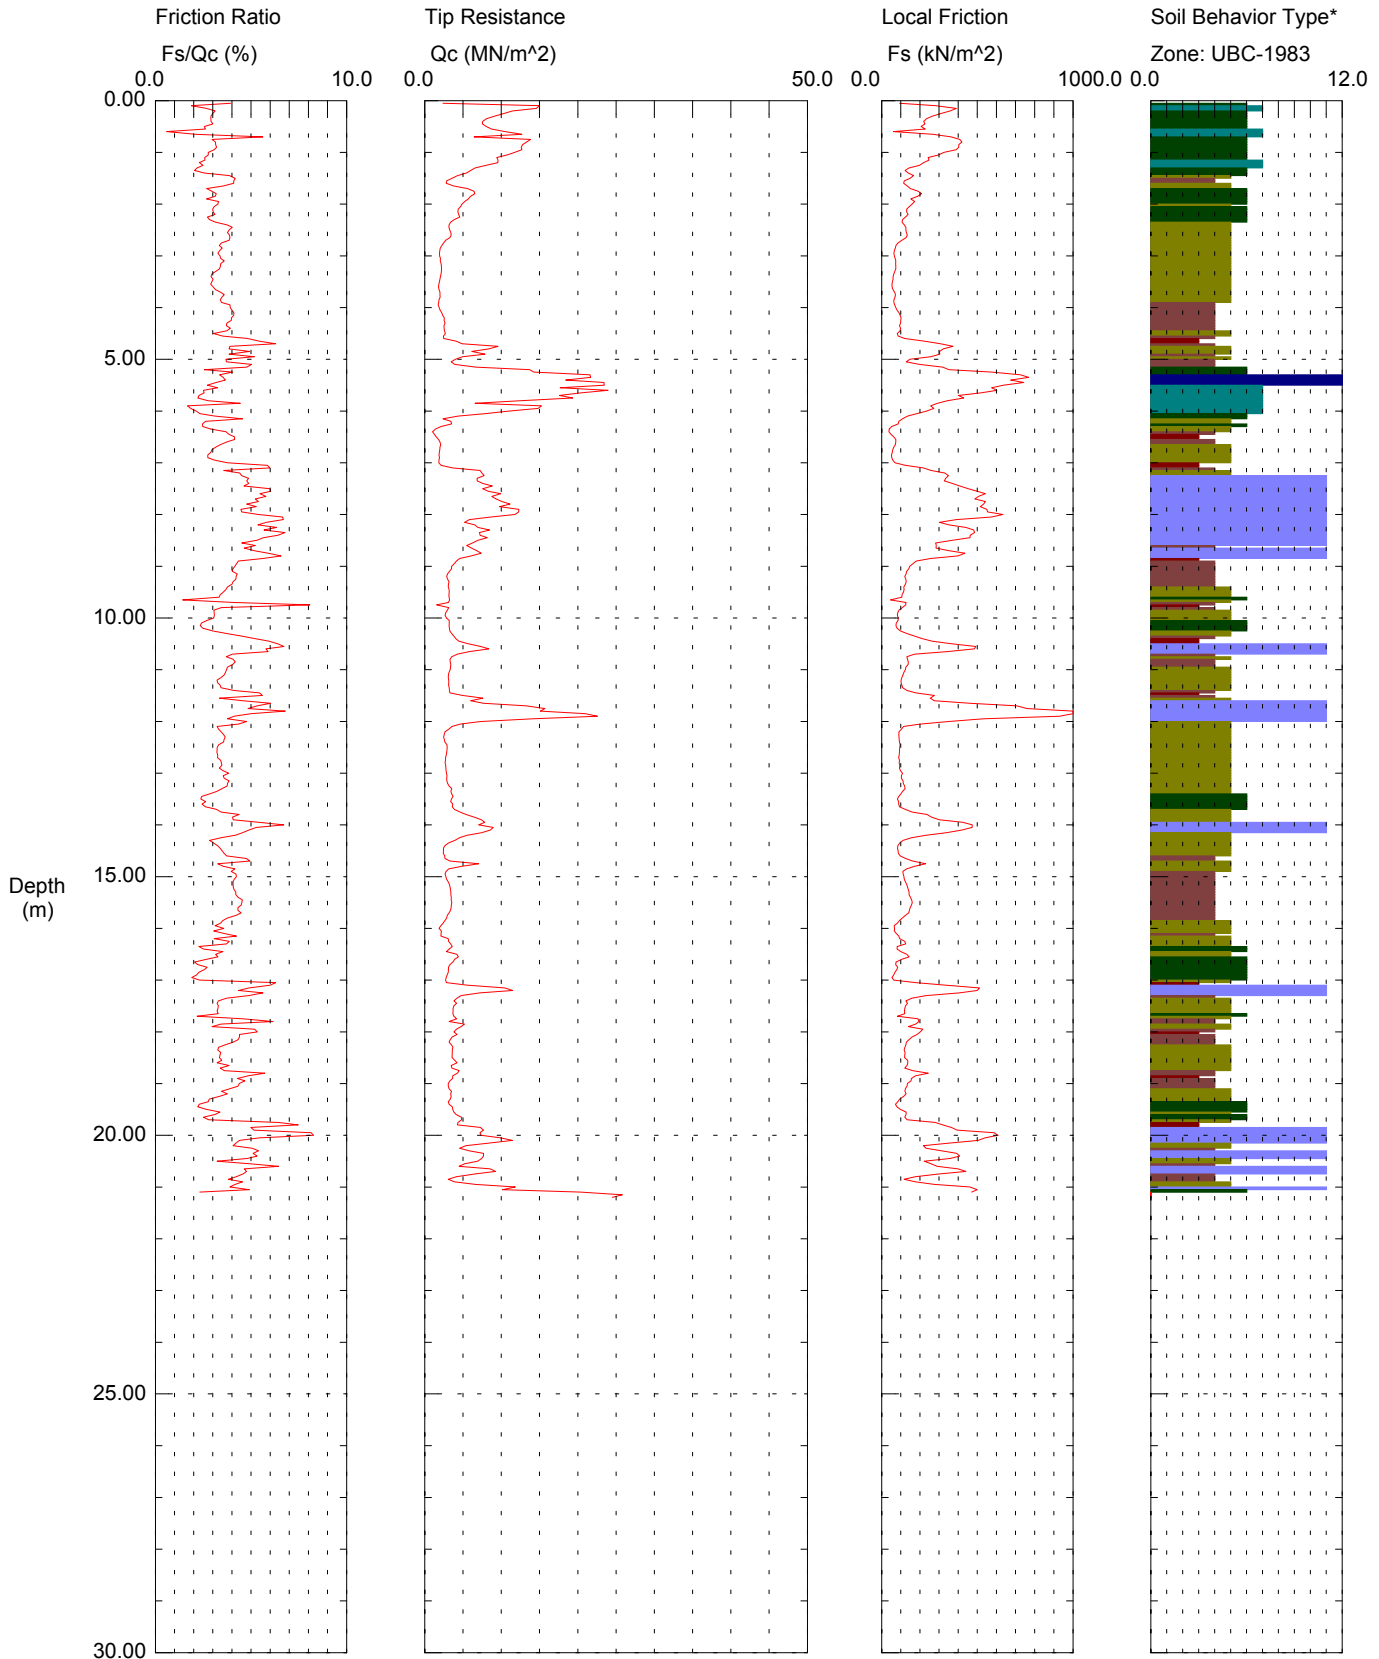 Friction Ratio
Tip Resistance
Local Friction
Soil Behavior Type*
Fs/Qc (%)
Qc (MN/m^2)
Fs (kN/m^2)
Zone: UBC-1983
0.0
10.0
0.0
50.0
0.0
1000.0
0.0
12.0
0.00
5.00
10.00
15.00
Depth
(m)
20.00
25.00
30.00